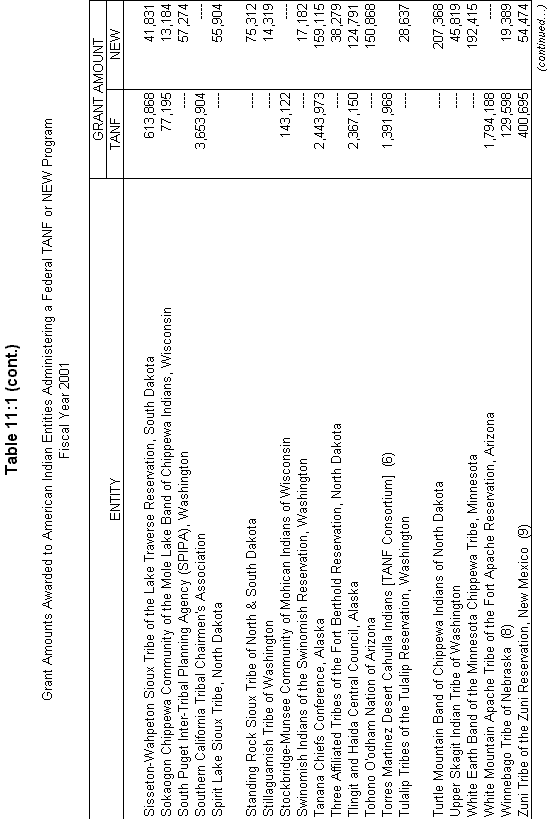 Table 11:1 (cont.)
Grant Amounts Awarded to American Indian Entities Administering a Federal TANF or NEW Program
Fiscal Year 2001
GRANT AMOUNT
ENTITY TANF NEW
Sisseton-Wahpeton Sioux Tribe of the Lake Traverse Reservation, South Dakota 613,868 41,831
Sokaogon Chippewa Community of the Mole Lake Band of Chippewa Indians, Wisconsin 77,195 13,184
South Puget Inter-Tribal Planning Agency (SPIPA), Washington ---- 57,274
Southern California Tribal Chairmen's Association 3,653,904 ----
Spirit Lake Sioux Tribe, North Dakota ---- 55,904
Standing Rock Sioux Tribe of North & South Dakota ---- 75,312
Stillaguamish Tribe of Washington ---- 14,319
Stockbridge-Munsee Community of Mohican Indians of Wisconsin 143,122 ----
Swinomish Indians of the Swinomish Reservation, Washington ---- 17,182
Tanana Chiefs Conference, Alaska 2,443,973 159,115
Three Affiliated Tribes of the Fort Berthold Reservation, North Dakota ---- 38,279
Tlingit and Haida Central Council, Alaska 2,367,150 124,791
Tohono O'odham Nation of Arizona ---- 150,868
Torres Martinez Desert Cahuilla Indians [TANF Consortium] (6) 1,391,968 ----
Tulalip Tribes of the Tulalip Reservation, Washington ---- 28,637
Turtle Mountain Band of Chippewa Indians of North Dakota ---- 207,368
Upper Skagit Indian Tribe of Washington ---- 45,819
White Earth Band of the Minnesota Chippewa Tribe, Minnesota ---- 192,415
White Mountain Apache Tribe of the Fort Apache Reservation, Arizona 1,794,188 ----
Winnebago Tribe of Nebraska (8) 129,598 19,389
Zuni Tribe of the Zuni Reservation, New Mexico (9) 400,695 54,474
(continued...)